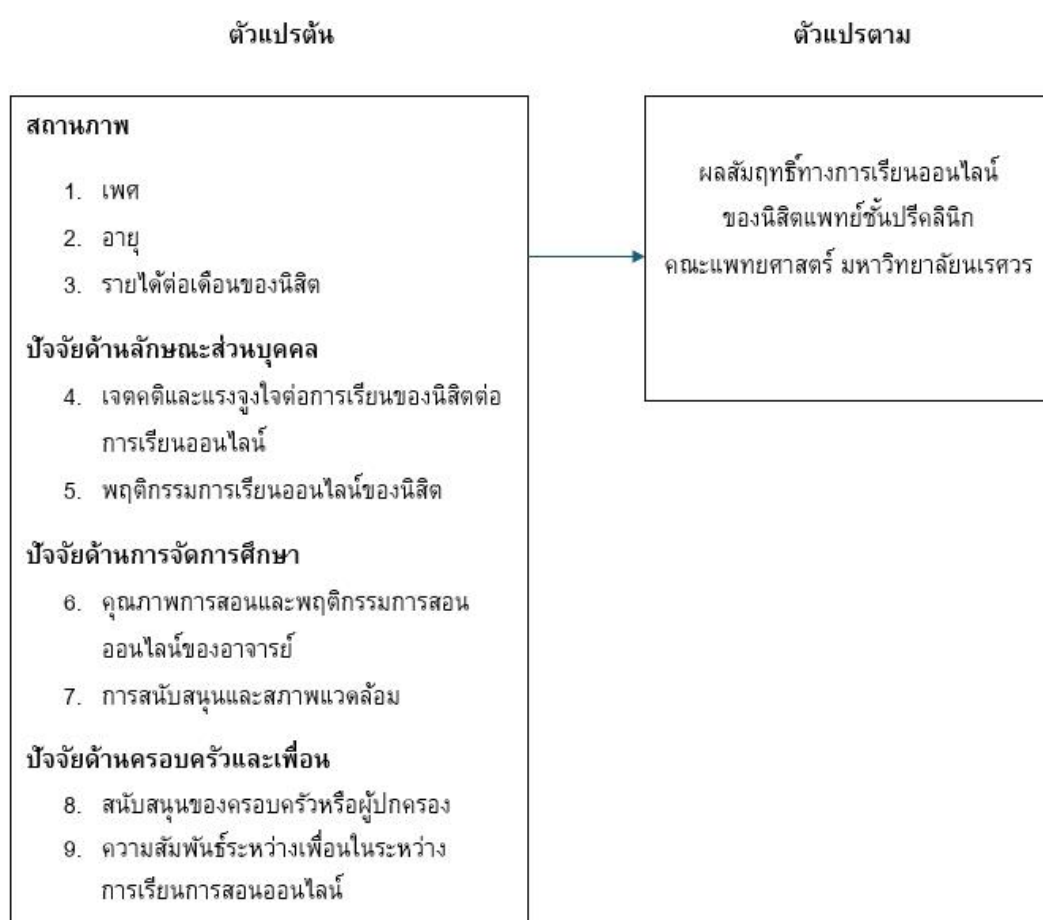 ตัวแปรต้น
ตัวแปรตาม
สถานภาพ
1. เพศ
2. อายุ
3. รายได้ต่อเดือนของนิสิต
ปัจจัยด้านลักษณะส่วนบุคคล
4. เจตคติและแรงจูงใจต่อการเรียนของนิสิตต่อ
การเรียนออนไลน์
5. พฤติกรรมการเรียนออนไลน์ของนิสิต
ปัจจัยด้านการจัดการศึกษา
6. คุณภาพการสอนและพฤติกรรมการสอน
ออนไลน์ของอาจารย์
7. การสนับสนุนและสภาพแวดล้อม
ปัจจัยด้านครอบครัวและเพื่อน
8. สนับสนุนของครอบครัวหรือผู้ปกครอง
9. ความสัมพันธ์ระหว่างเพื่อนในระหว่าง
การเรียนการสอนออนไลน์
ผลสัมฤทธิ์ทางการเรียนออนไลน์
ของนิสิตแพทย์ชั้นปรีคลินิก
คณะแพทยศาสตร์ มหาวิทยาลัยนเรศวร